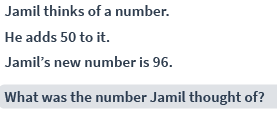 Jamil thinks of a number.
He adds 50 to it.
Jamil’s new number is 96.
What was the number Jamil thought of?